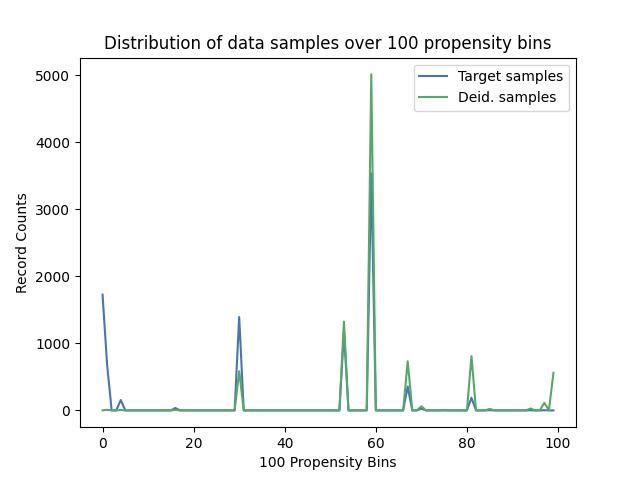 Distribution of data samples over 100 propensity bins
Target samples
Deid. samples
5000
4000
3000
2000
1000
0
Record Counts
0 20 40 60 80 100
100 Propensity Bins